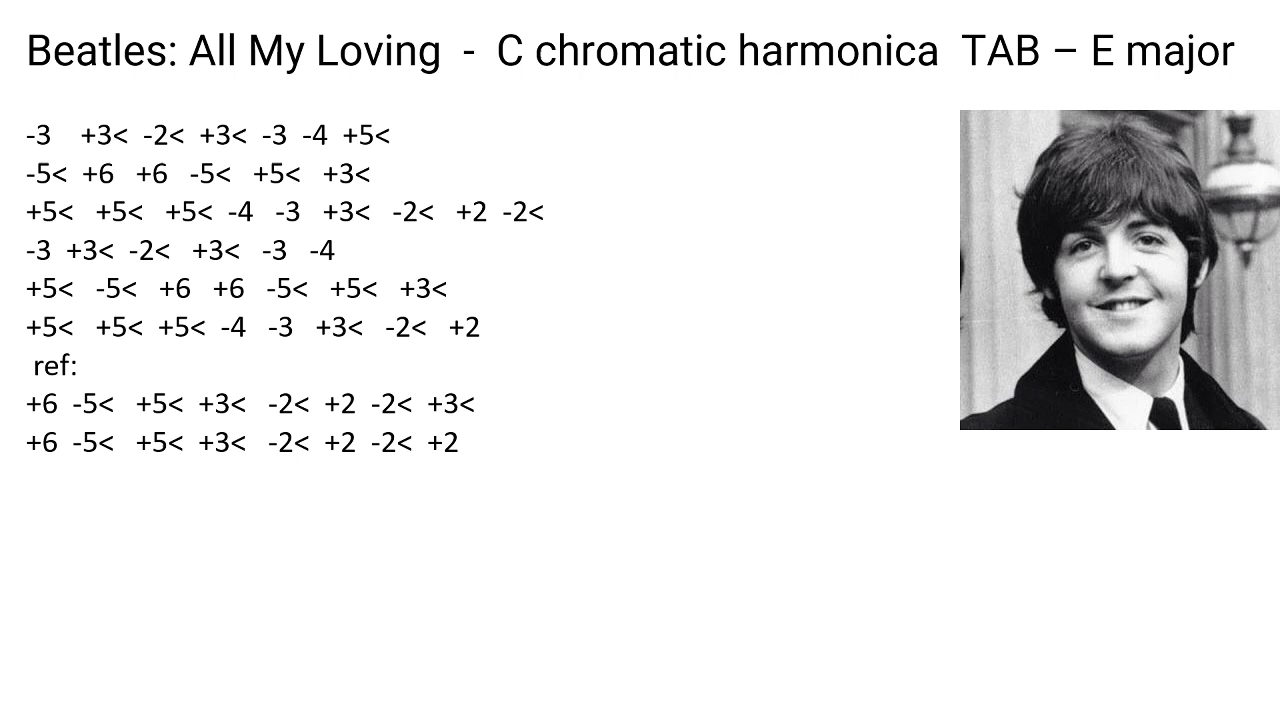 Beatles: All My Loving - C chromatic harmonica TAB – E major
-3 +3< -2< +3< -3 -4 +5<
-5< +6 +6 -5< +5< +3<
+5< +5< +5< -4 -3 +3< -2< +2 -2<
-3 +3< -2< +3< -3 -4
+5< -5< +6 +6 -5< +5< +3<
+5< +5< +5< -4 -3 +3< -2< +2
ref:
+6 -5< +5< +3< -2< +2 -2< +3<
+6 -5< +5< +3< -2< +2 -2< +2